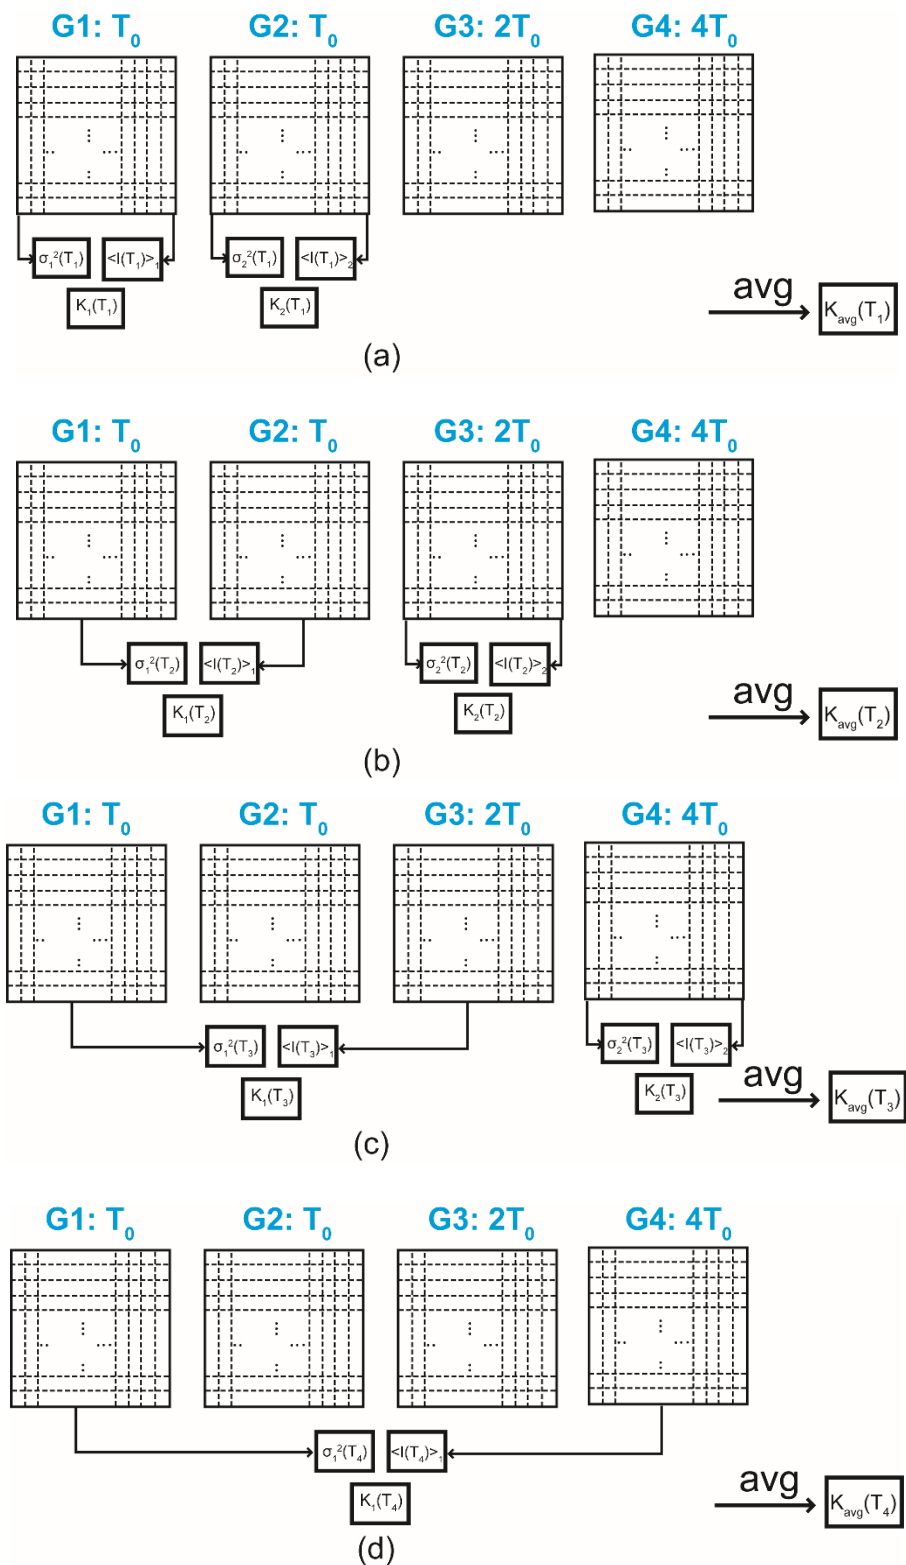 G1: T₀ G2: T₀ G3: 2T₀ G4: 4T₀
σ₁²(T₁) <I(T₁)>₁ σ₂²(T₁) <I(T₁)>₂
K₁(T₁) K₂(T₁) avg K_avg(T₁)
(a)
G1: T₀ G2: T₀ G3: 2T₀ G4: 4T₀
σ₁²(T₂) <I(T₂)>₁ σ₂²(T₂) <I(T₂)>₂
K₁(T₂) K₂(T₂) avg K_avg(T₂)
(b)
G1: T₀ G2: T₀ G3: 2T₀ G4: 4T₀
σ₁²(T₃) <I(T₃)>₁ σ₂²(T₃) <I(T₃)>₂
K₁(T₃) K₂(T₃) avg K_avg(T₃)
(c)
G1: T₀ G2: T₀ G3: 2T₀ G4: 4T₀
σ₁²(T₄) <I(T₄)>₁
K₁(T₄) avg K_avg(T₄)
(d)